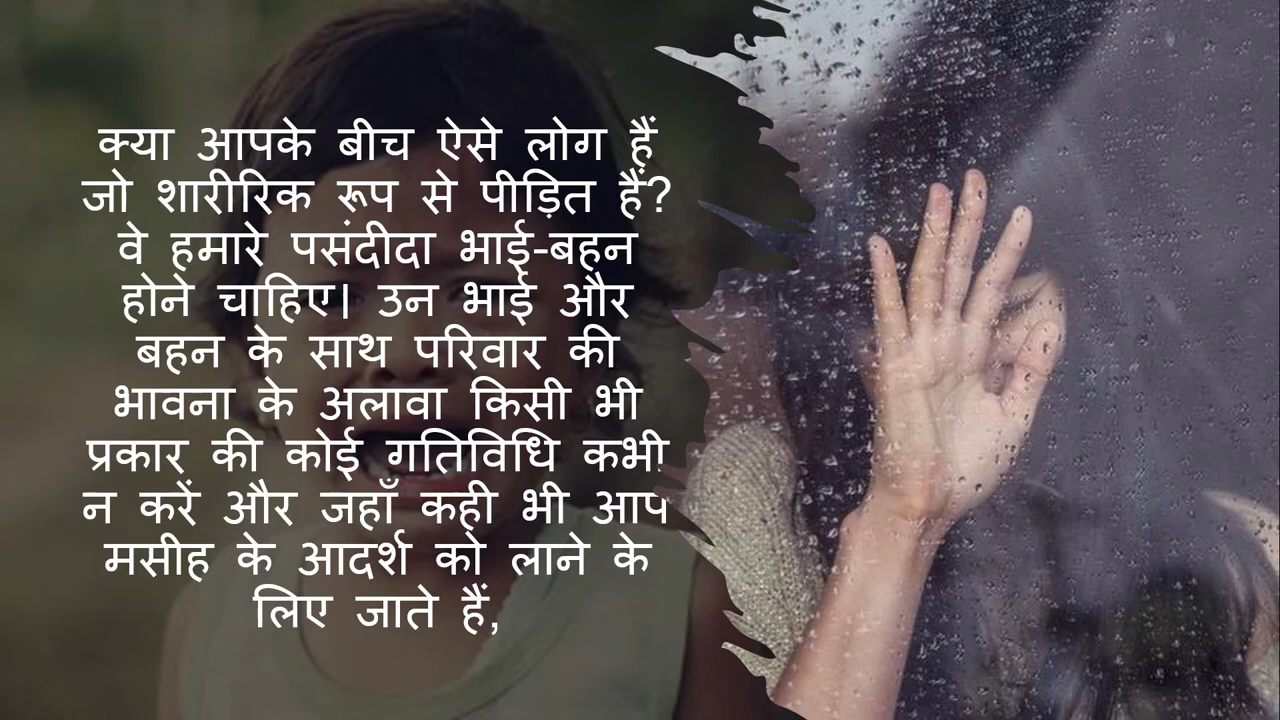 क्या आपके बीच ऐसे लोग हैं
जो शारीरिक रूप से पीड़ित हैं?
वे हमारे पसंदीदा भाई-बहन
होने चाहिए। उन भाई और
बहन के साथ परिवार की
भावना के अलावा किसी भी
प्रकार की कोई गतिविधि कभी
न करें और जहाँ कही भी आप
मसीह के आदर्श को लाने के
लिए जाते हैं,